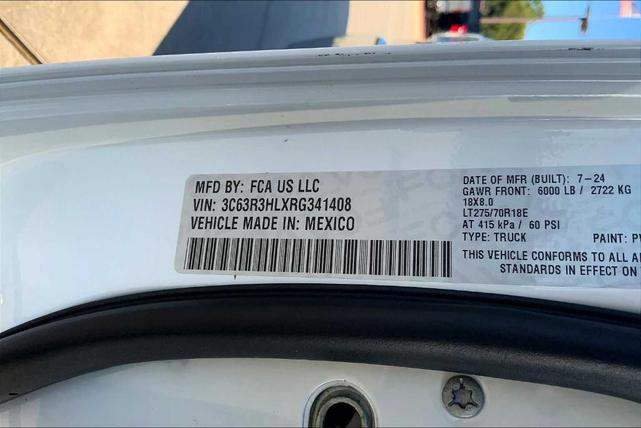 MFD BY: FCA US LLC
VIN: 3C63R3HLXRG341408
VEHICLE MADE IN: MEXICO
DATE OF MFR (BUILT): 7-24
GAWR FRONT: 6000 LB / 2722 KG
18X8.0
LT275/70R18E
AT 415 kPa / 60 PSI
TYPE: TRUCK PAINT:
THIS VEHICLE CONFORMS TO ALL
STANDARDS IN EFFECT ON